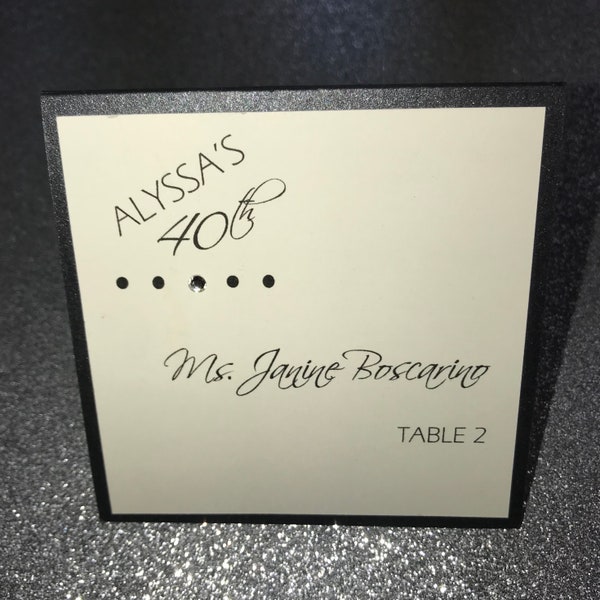 ALYSSA'S
40th
Ms. Janine Boscarino
TABLE 2